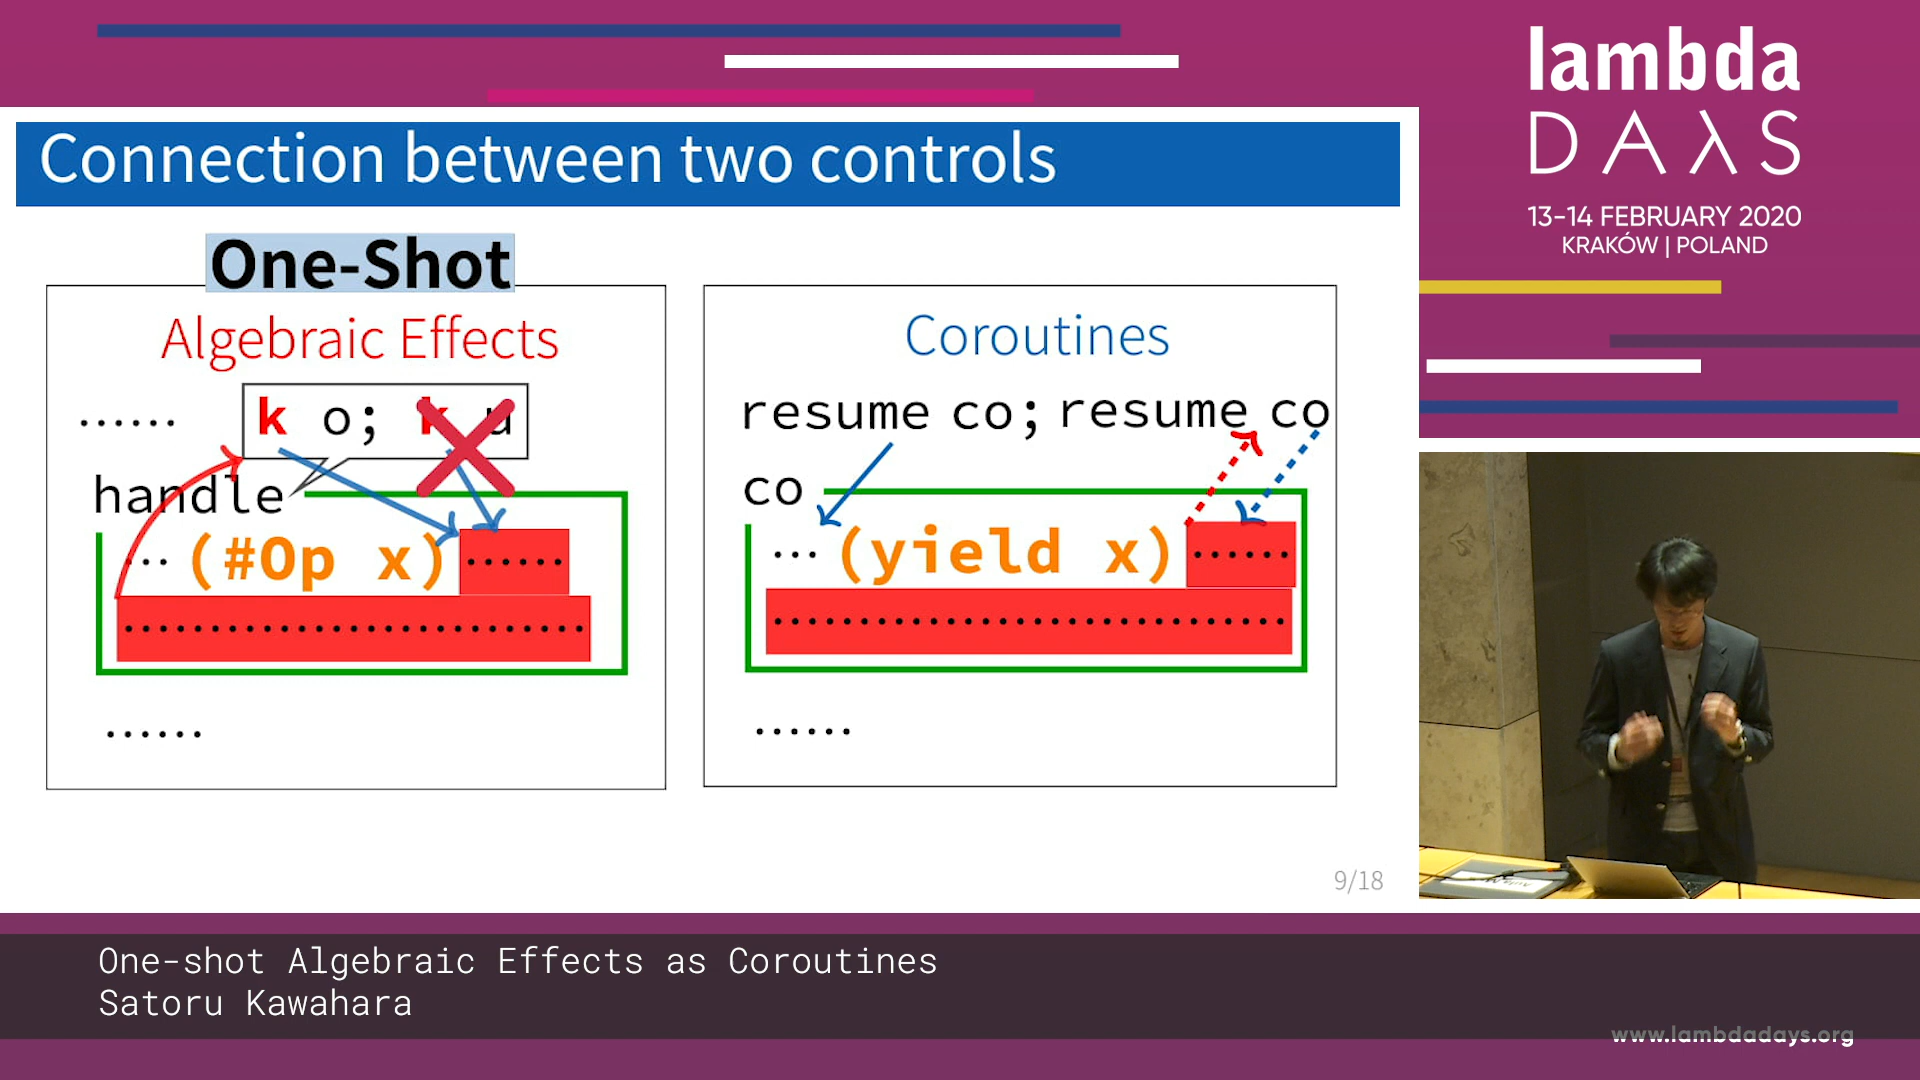 lambda
DAYS
13-14 FEBRUARY 2020
KRAKÓW | POLAND
Connection between two controls
One-Shot
Algebraic Effects
...... k o; k u
handle
... (#Op x) ......
...........................
......
Coroutines
resume co; resume co
co
... (yield x) ......
..............................
......
9/18
One-shot Algebraic Effects as Coroutines
Satoru Kawahara
www.lambdadays.org